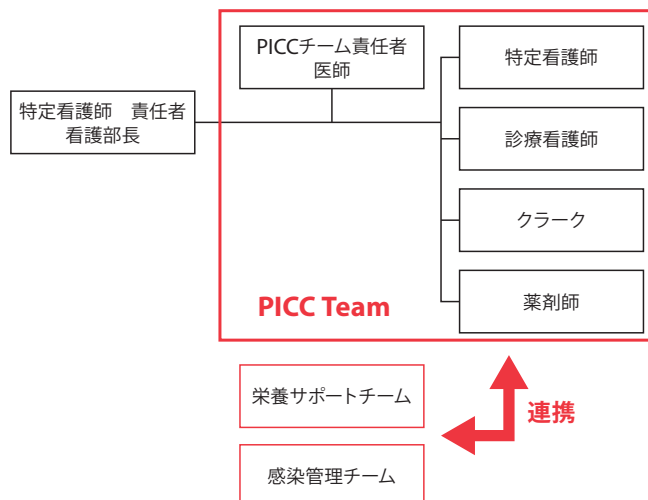 PICCチーム責任者
医師
特定看護師
特定看護師　責任者
看護部長
診療看護師
クラーク
薬剤師
PICC Team
栄養サポートチーム
連携
感染管理チーム